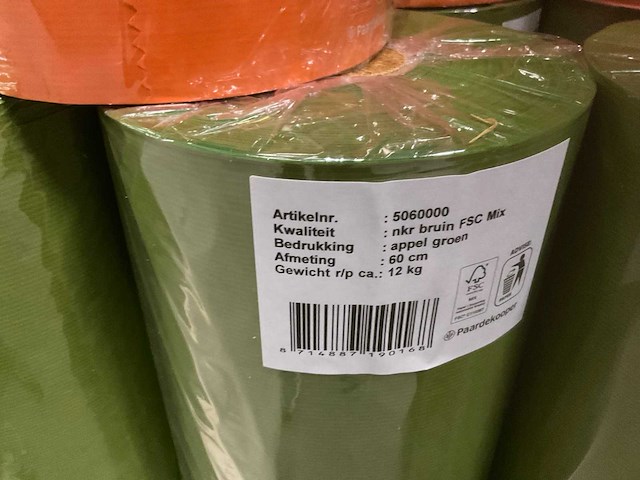 Artikelnr. : 5060000
Kwaliteit : nkr bruin FSC Mix
Bedrukking : appel groen
Afmeting : 60 cm
Gewicht r/p ca.: 12 kg
FSC
Paardekooper
8 714887 190168